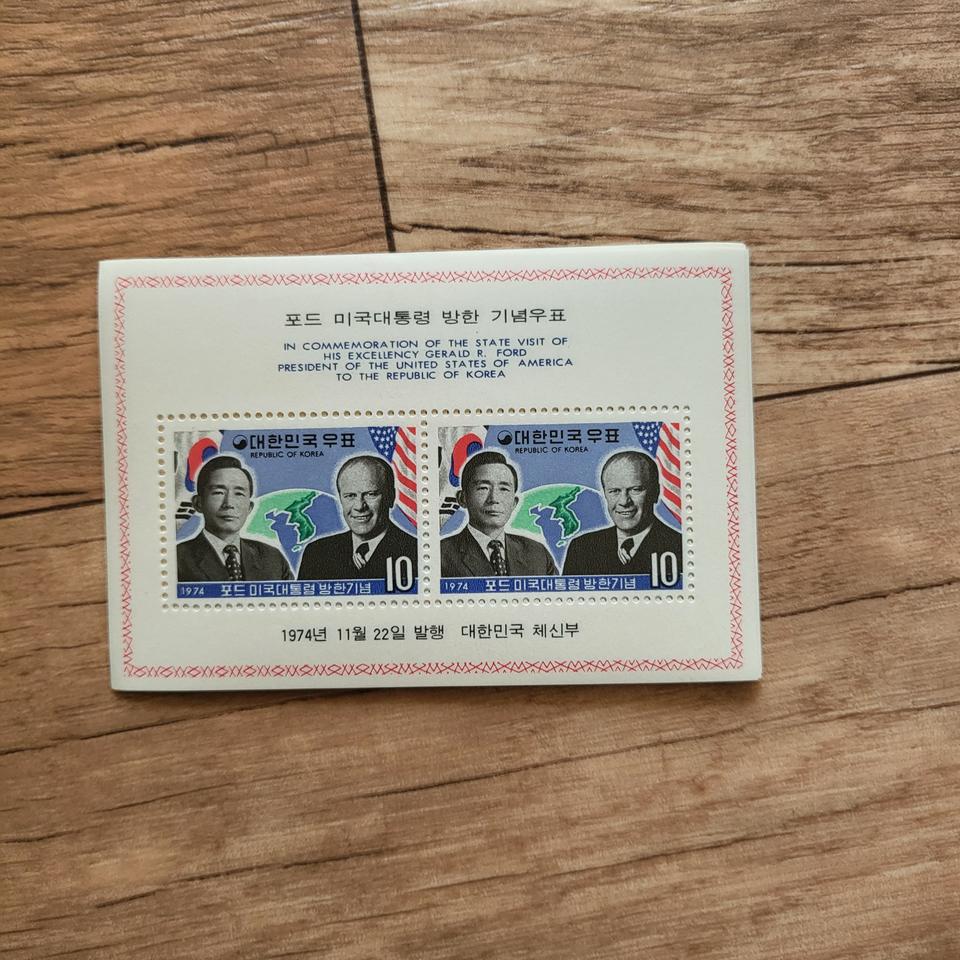 포드 미국대통령 방한 기념우표
IN COMMEMORATION OF THE STATE VISIT OF
HIS EXCELLENCY GERALD R. FORD
PRESIDENT OF THE UNITED STATES OF AMERICA
TO THE REPUBLIC OF KOREA
대한민국우표
REPUBLIC OF KOREA
10
1974 포드 미국대통령 방한기념
대한민국우표
REPUBLIC OF KOREA
10
1974 포드 미국대통령 방한기념
1974년 11월 22일 발행 대한민국 체신부